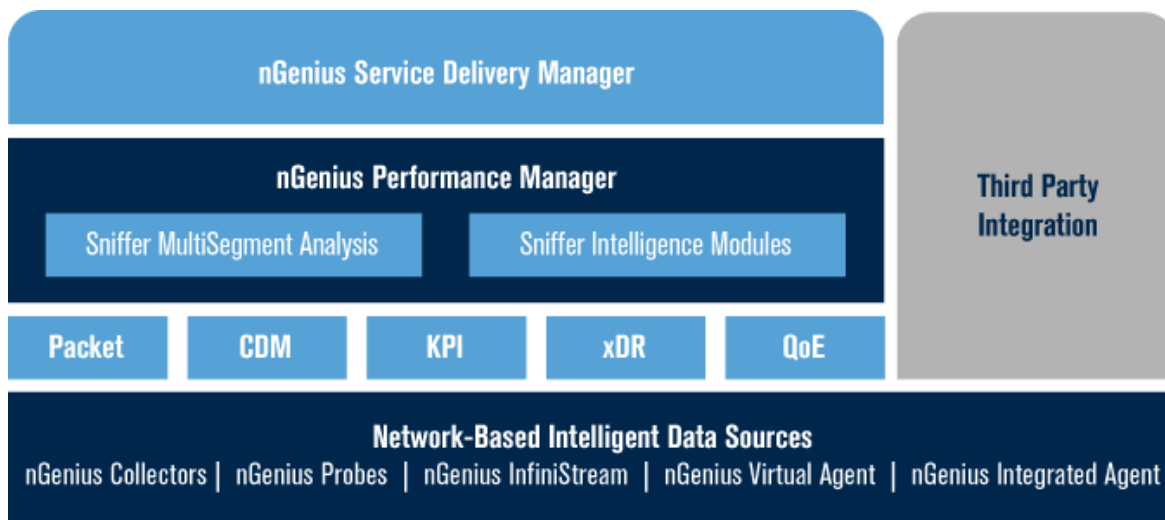 nGenius Service Delivery Manager
nGenius Performance Manager
Sniffer MultiSegment Analysis
Sniffer Intelligence Modules
Packet
CDM
KPI
xDR
QoE
Third Party
Integration
Network-Based Intelligent Data Sources
nGenius Collectors | nGenius Probes | nGenius InfiniStream | nGenius Virtual Agent | nGenius Integrated Agent